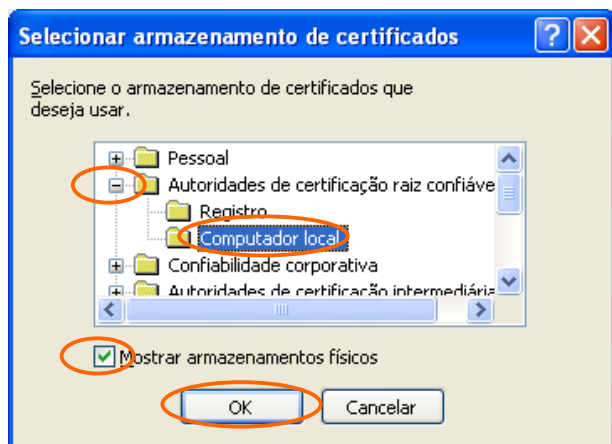 Selecionar armazenamento de certificados
Selecione o armazenamento de certificados que
deseja usar.
Pessoal
Autoridades de certificação raiz confiáve
Registro
Computador local
Confiabilidade corporativa
Autoridades de certificação intermediária
Mostrar armazenamentos físicos
OK
Cancelar